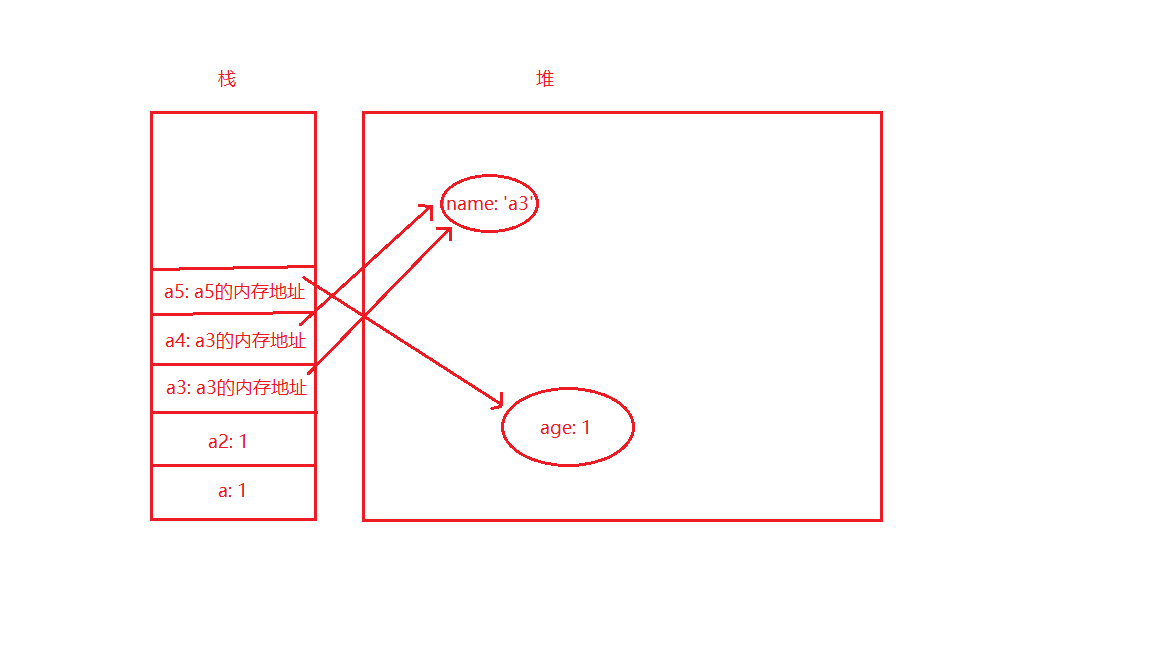 栈
堆
name: 'a3'
a5: a5的内存地址
a4: a3的内存地址
a3: a3的内存地址
age: 1
a2: 1
a: 1